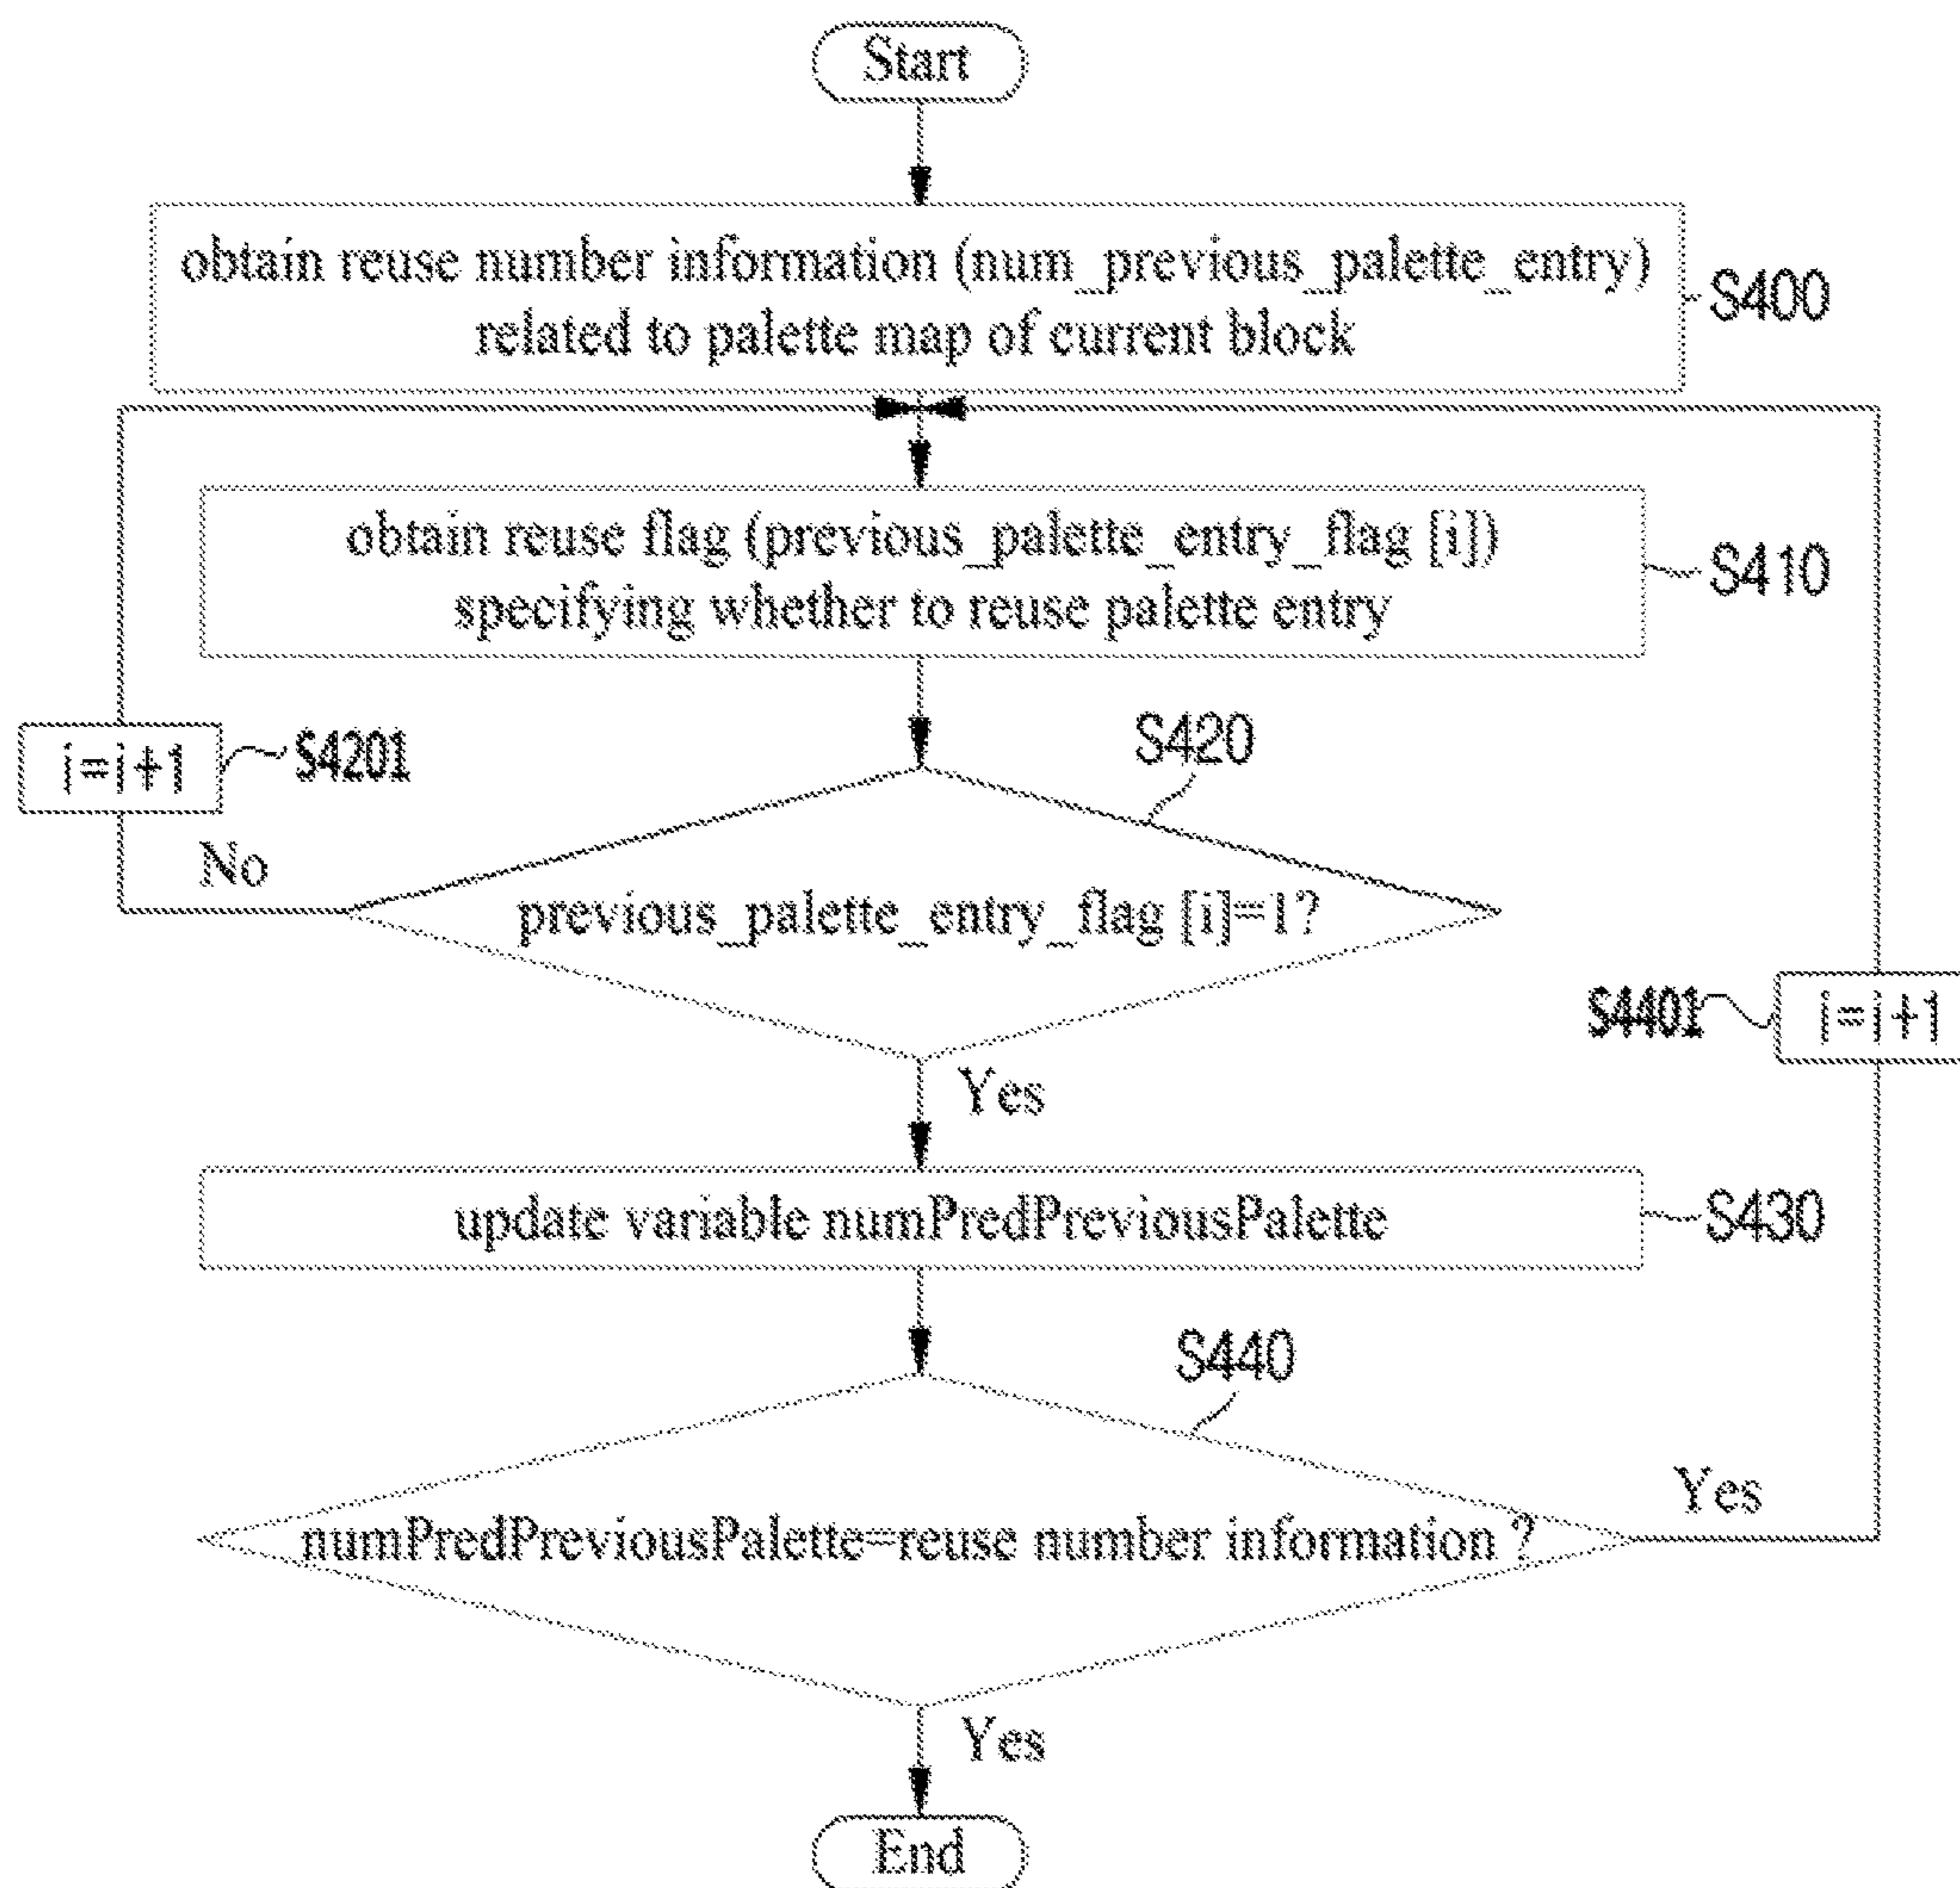 Start
obtain reuse number information (num_previous_palette_entry)
related to palette map of current block
S400
obtain reuse flag (previous_palette_entry_flag [i])
specifying whether to reuse palette entry
S410
S420
i=i+1
S4201
No
previous_palette_entry_flag [i]=1?
S4401
i=i+1
Yes
update variable numPredPreviousPalette
S430
S440
Yes
numPredPreviousPalette=reuse number information ?
Yes
End